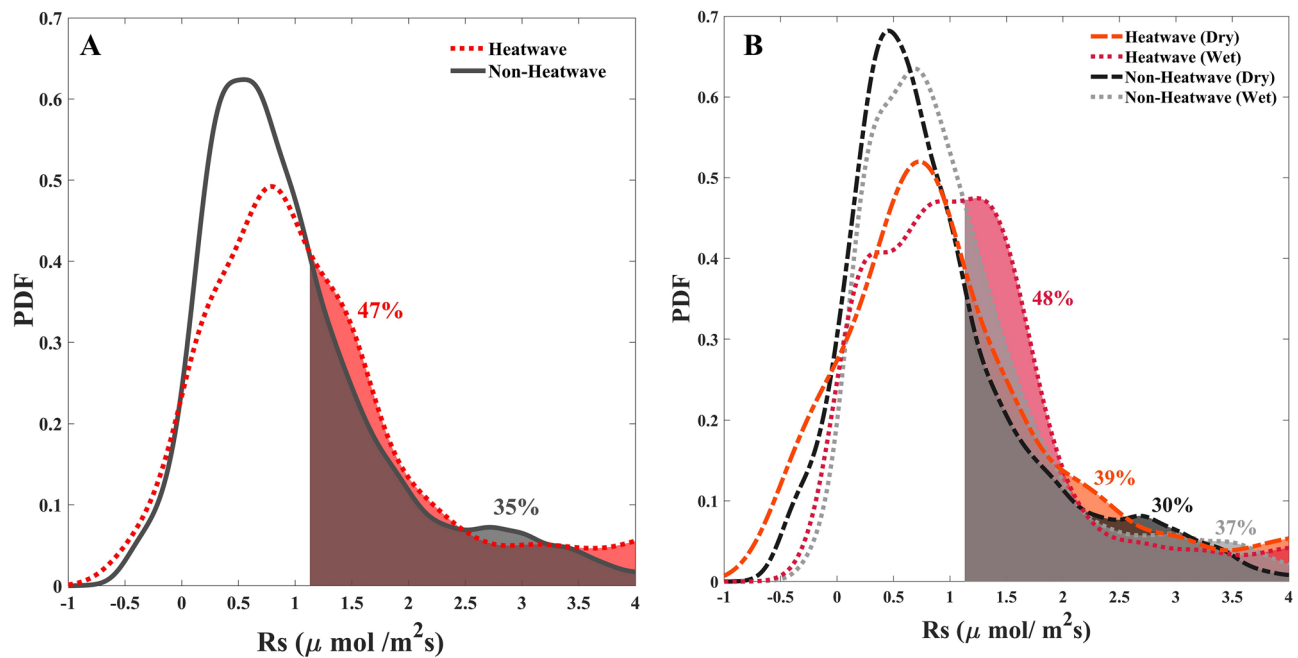 A
Heatwave
Non-Heatwave
PDF
0.7
0.6
0.5
0.4
0.3
0.2
0.1
0
47%
35%
-1 -0.5 0 0.5 1 1.5 2 2.5 3 3.5 4
Rs (μ mol /m²s)
B
Heatwave (Dry)
Heatwave (Wet)
Non-Heatwave (Dry)
Non-Heatwave (Wet)
PDF
0.7
0.6
0.5
0.4
0.3
0.2
0.1
0
48%
39%
30%
37%
-1 -0.5 0 0.5 1 1.5 2 2.5 3 3.5 4
Rs (μ mol/ m²s)